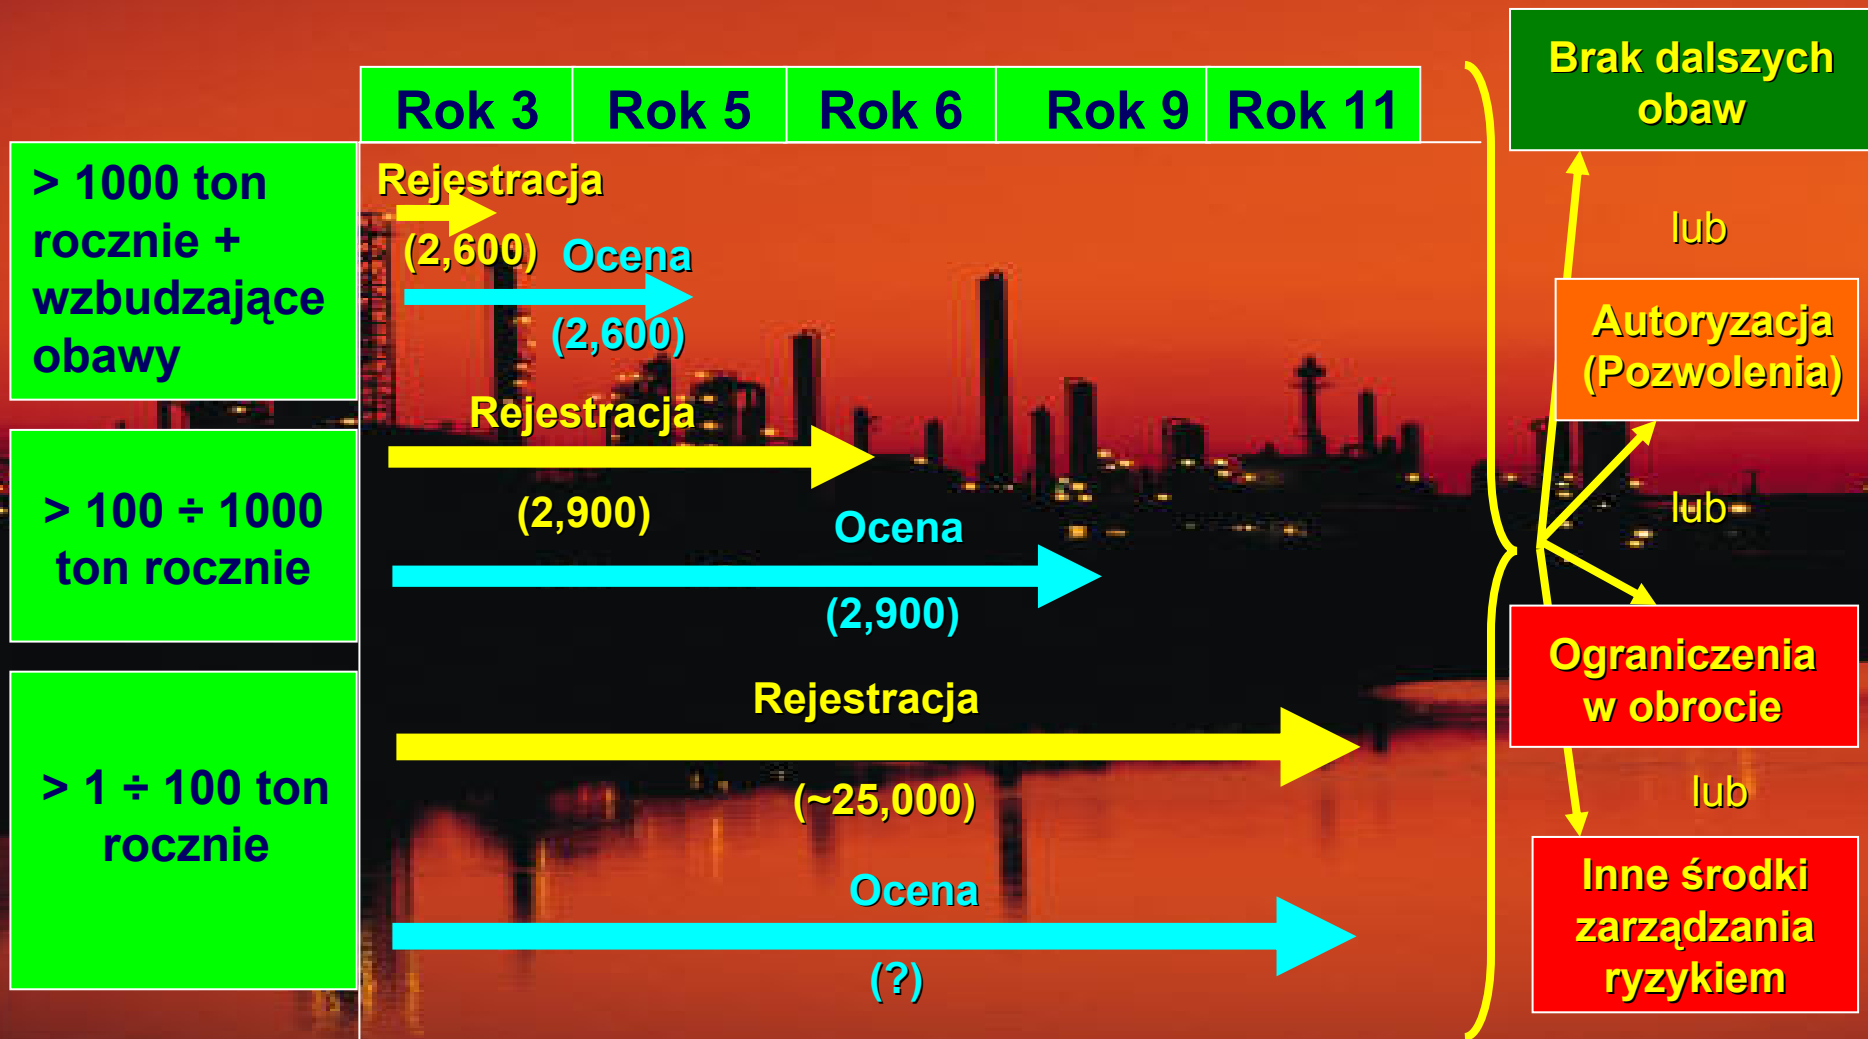 Rok 3 Rok 5 Rok 6 Rok 9 Rok 11
> 1000 ton
rocznie +
wzbudzające
obawy
Rejestracja
(2,600)
Ocena
(2,600)
> 100 ÷ 1000
ton rocznie
Rejestracja
(2,900)
Ocena
(2,900)
> 1 ÷ 100 ton
rocznie
Rejestracja
(~25,000)
Ocena
(?)
Brak dalszych
obaw
lub
Autoryzacja
(Pozwolenia)
lub
Ograniczenia
w obrocie
lub
Inne środki
zarządzania
ryzykiem